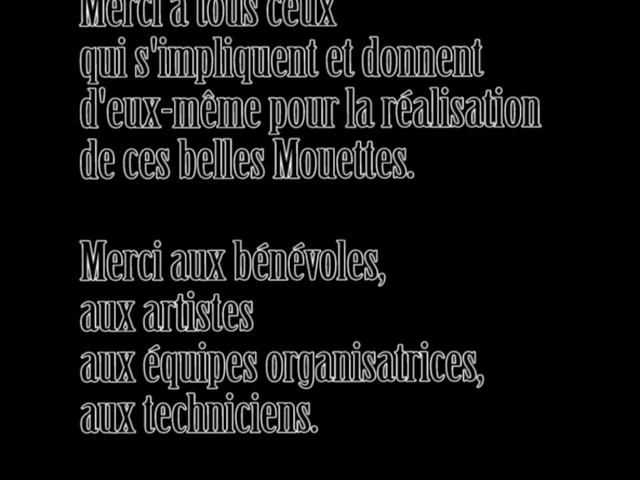 Merci à tous ceux
qui s'impliquent et donnent
d'eux-même pour la réalisation
de ces belles Mouettes.
Merci aux bénévoles,
aux artistes
aux équipes organisatrices,
aux techniciens.